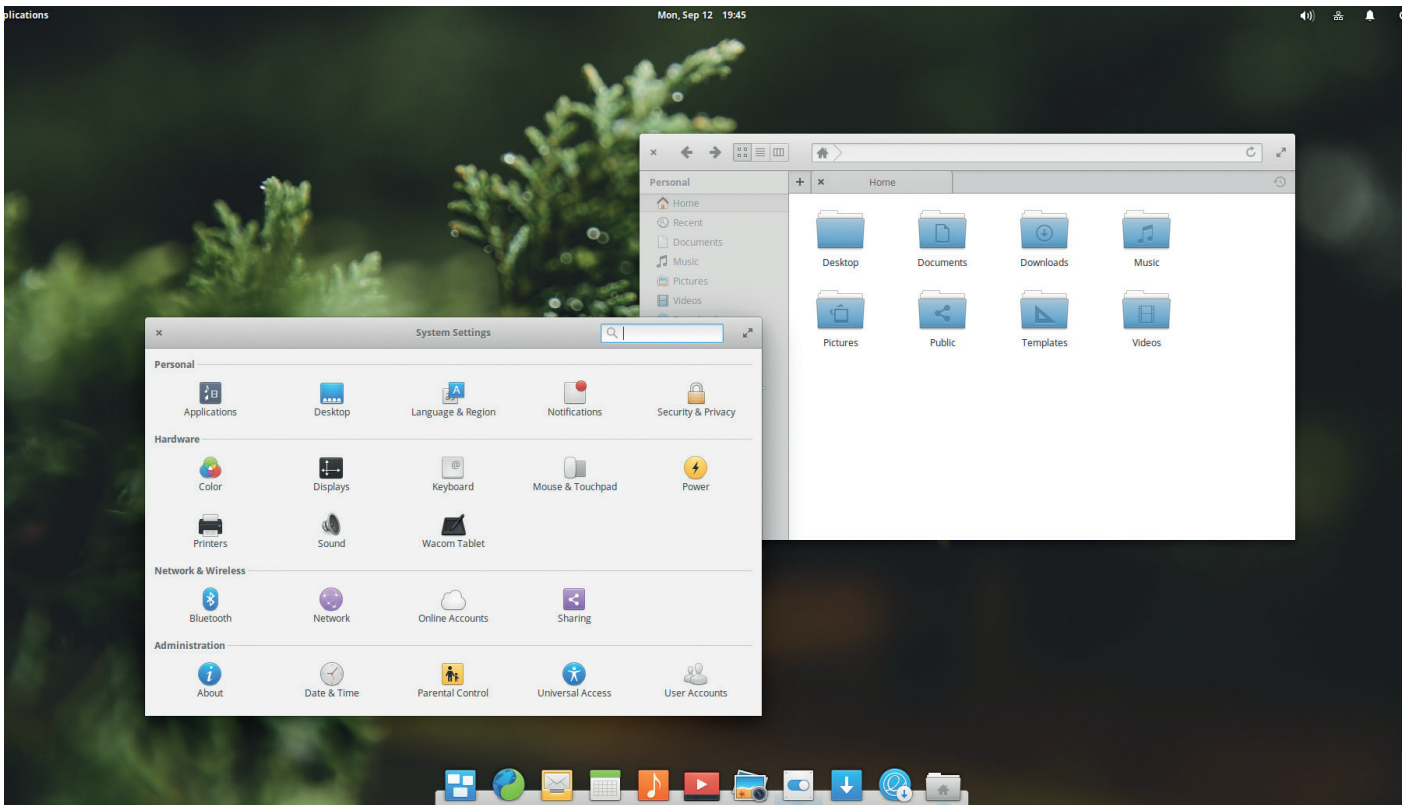 plications
Mon, Sep 12 19:45
Personal
Home
Home
Recent
Documents
Music
Pictures
Videos
Desktop
Documents
Downloads
Music
Pictures
Public
Templates
Videos
System Settings
Personal
Applications
Desktop
Language & Region
Notifications
Security & Privacy
Hardware
Color
Displays
Keyboard
Mouse & Touchpad
Power
Printers
Sound
Wacom Tablet
Network & Wireless
Bluetooth
Network
Online Accounts
Sharing
Administration
About
Date & Time
Parental Control
Universal Access
User Accounts